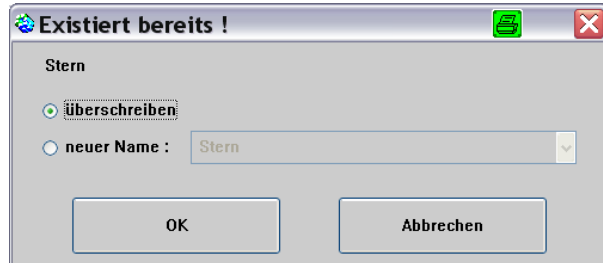 Existiert bereits !
Stern
überschreiben
neuer Name : Stern
OK Abbrechen